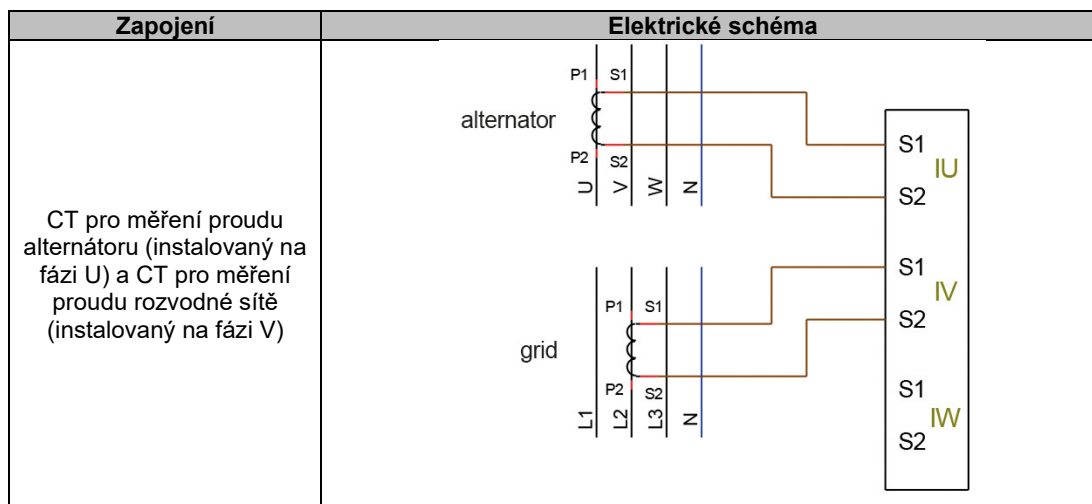 Zapojení
Elektrické schéma
CT pro měření proudu
alternátoru (instalovaný na
fázi U) a CT pro měření
proudu rozvodné sítě
(instalovaný na fázi V)
P1 S1
alternator
P2 S2
U V W N
P1 S1
grid
P2 S2
L1 L2 L3 N
S1
IU
S2
S1
IV
S2
S1
IW
S2